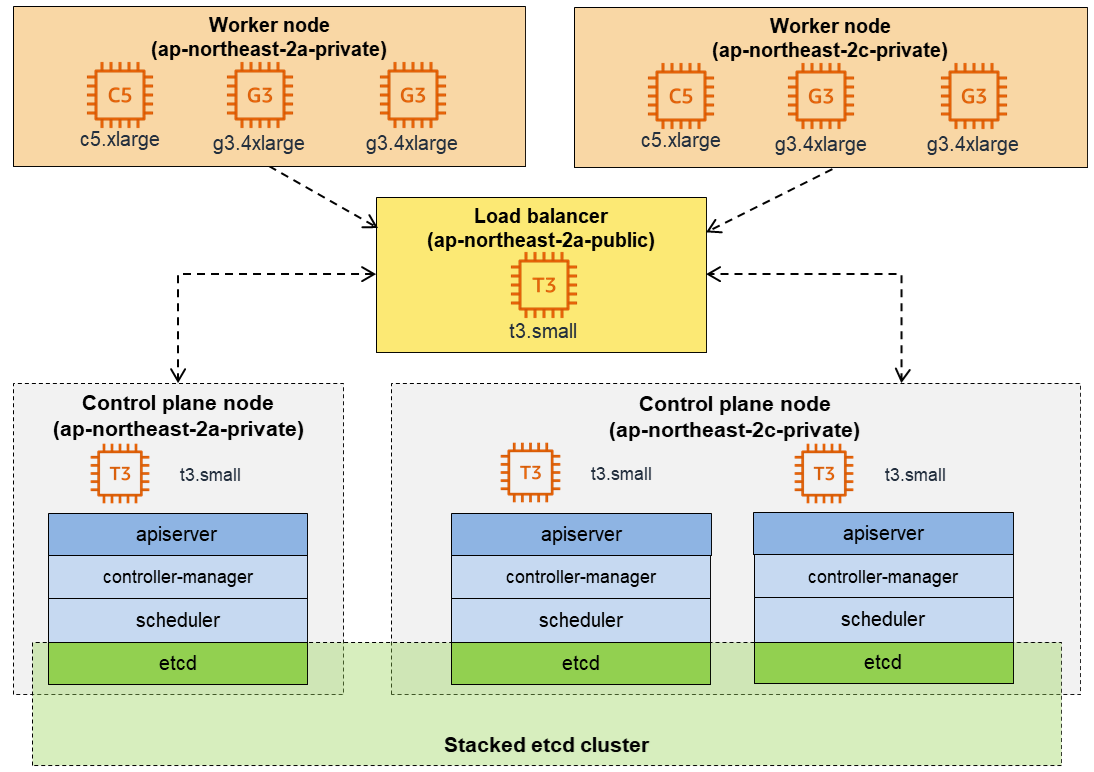 Worker node
(ap-northeast-2a-private)
C5
G3
G3
c5.xlarge
g3.4xlarge
g3.4xlarge
Worker node
(ap-northeast-2c-private)
C5
G3
G3
c5.xlarge
g3.4xlarge
g3.4xlarge
Load balancer
(ap-northeast-2a-public)
T3
t3.small
Control plane node
(ap-northeast-2a-private)
T3
t3.small
apiserver
controller-manager
scheduler
etcd
Control plane node
(ap-northeast-2c-private)
T3
t3.small
apiserver
controller-manager
scheduler
etcd
T3
t3.small
apiserver
controller-manager
scheduler
etcd
Stacked etcd cluster